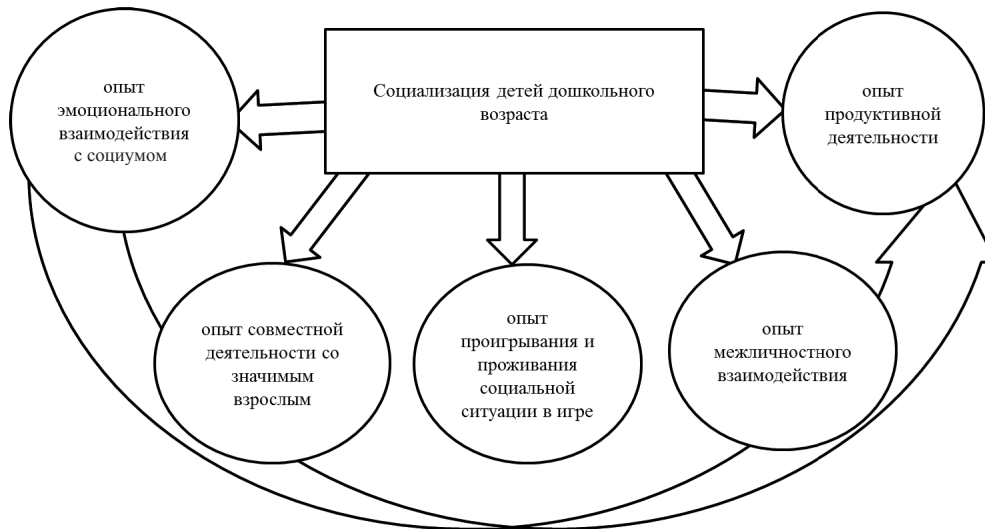 Социализация детей дошкольного
возраста
опыт
эмоционального
взаимодействия
с социумом
опыт
продуктивной
деятельности
опыт совместной
деятельности со
значимым
взрослым
опыт
проигрывания и
проживания
социальной
ситуации в игре
опыт
межличностного
взаимодействия